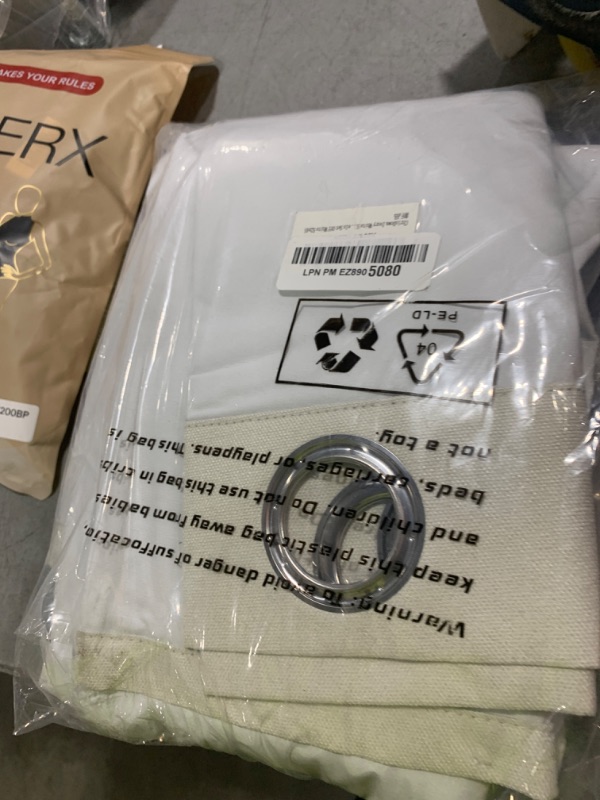 AKES YOUR RULES
ERX
200BP
LPN PM EZ8905080
PE-LD
04
Warning: To avoid danger of suffocation,
keep this plastic bag away from babies
and children. Do not use this bag in cribs,
beds, carriages, or playpens. This bag is
not a toy.